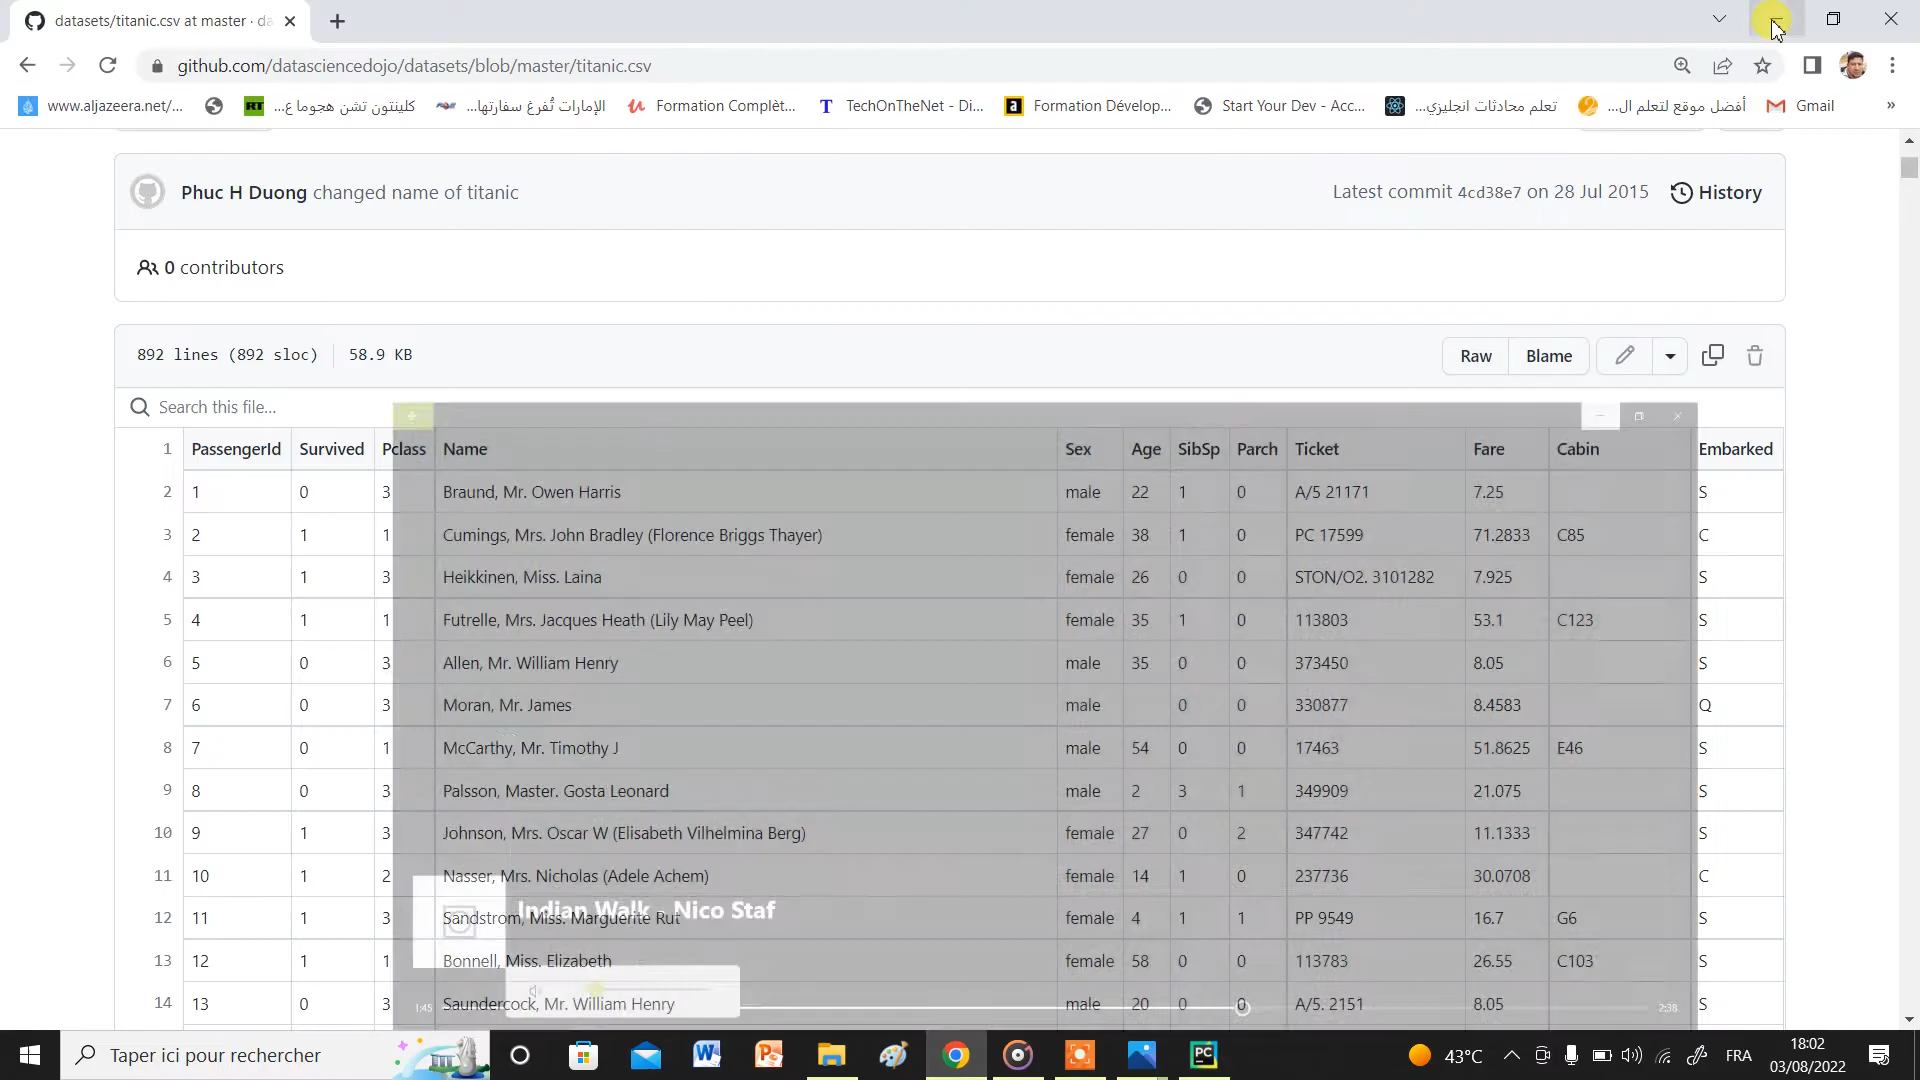 datasets/titanic.csv at master · da
github.com/datasciencedojo/datasets/blob/master/titanic.csv
www.aljazeera.net/... RT كلينتون تشن هجوما ع... الإمارات تُفرغ سفارتها... Formation Complèt... T TechOnTheNet - Di... a Formation Dévelop... Start Your Dev - Acc... تعلم محادثات انجليزي... أفضل موقع لتعلم ال... Gmail »
Phuc H Duong changed name of titanic Latest commit 4cd38e7 on 28 Jul 2015 History
0 contributors
892 lines (892 sloc) 58.9 KB Raw Blame
Search this file...
1 PassengerId Survived Pclass Name Sex Age SibSp Parch Ticket Fare Cabin Embarked
2 1 0 3 Braund, Mr. Owen Harris male 22 1 0 A/5 21171 7.25 S
3 2 1 1 Cumings, Mrs. John Bradley (Florence Briggs Thayer) female 38 1 0 PC 17599 71.2833 C85 C
4 3 1 3 Heikkinen, Miss. Laina female 26 0 0 STON/O2. 3101282 7.925 S
5 4 1 1 Futrelle, Mrs. Jacques Heath (Lily May Peel) female 35 1 0 113803 53.1 C123 S
6 5 0 3 Allen, Mr. William Henry male 35 0 0 373450 8.05 S
7 6 0 3 Moran, Mr. James male 0 0 330877 8.4583 Q
8 7 0 1 McCarthy, Mr. Timothy J male 54 0 0 17463 51.8625 E46 S
9 8 0 3 Palsson, Master. Gosta Leonard male 2 3 1 349909 21.075 S
10 9 1 3 Johnson, Mrs. Oscar W (Elisabeth Vilhelmina Berg) female 27 0 2 347742 11.1333 S
11 10 1 2 Nasser, Mrs. Nicholas (Adele Achem) female 14 1 0 237736 30.0708 C
Indian Walk - Nico Staf
12 11 1 3 Sandstrom, Miss. Marguerite Rut female 4 1 1 PP 9549 16.7 G6 S
13 12 1 1 Bonnell, Miss. Elizabeth female 58 0 0 113783 26.55 C103 S
14 13 0 3 Saundercock, Mr. William Henry male 20 0 0 A/5. 2151 8.05 S
1:45 2:38
Taper ici pour rechercher 43°C FRA 18:02
03/08/2022